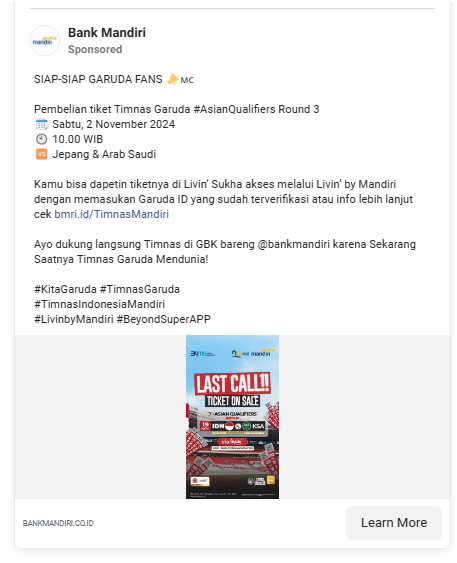 mandiri
Bank Mandiri
Sponsored
SIAP-SIAP GARUDA FANS 📣 ᴍᴄ
Pembelian tiket Timnas Garuda #AsianQualifiers Round 3
🗓️ Sabtu, 2 November 2024
🕙 10.00 WIB
🆚 Jepang & Arab Saudi
Kamu bisa dapetin tiketnya di Livin’ Sukha akses melalui Livin’ by Mandiri
dengan memasukan Garuda ID yang sudah terverifikasi atau info lebih lanjut
cek bmri.id/TimnasMandiri
Ayo dukung langsung Timnas di GBK bareng @bankmandiri karena Sekarang
Saatnya Timnas Garuda Mendunia!
#KitaGaruda #TimnasGaruda
#TimnasIndonesiaMandiri
#LivinbyMandiri #BeyondSuperAPP
mandiri
LAST CALL!!
TICKET ON SALE
ASIAN QUALIFIERS
19
IDN KSA
BANKMANDIRI.CO.ID
Learn More